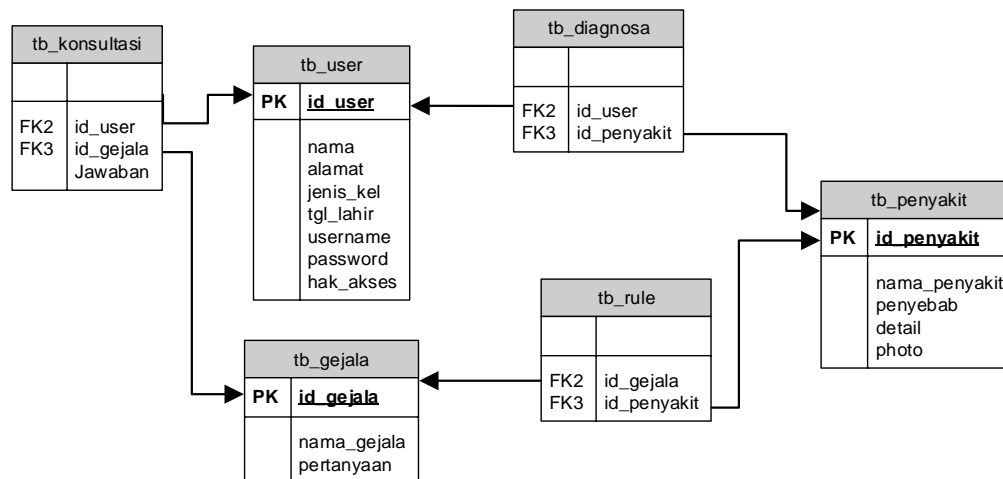 tb_konsultasi
FK2 id_user
FK3 id_gejala
Jawaban
tb_user
PK id_user
nama
alamat
jenis_kel
tgl_lahir
username
password
hak_akses
tb_diagnosa
FK2 id_user
FK3 id_penyakit
tb_penyakit
PK id_penyakit
nama_penyakit
penyebab
detail
photo
tb_gejala
PK id_gejala
nama_gejala
pertanyaan
tb_rule
FK2 id_gejala
FK3 id_penyakit